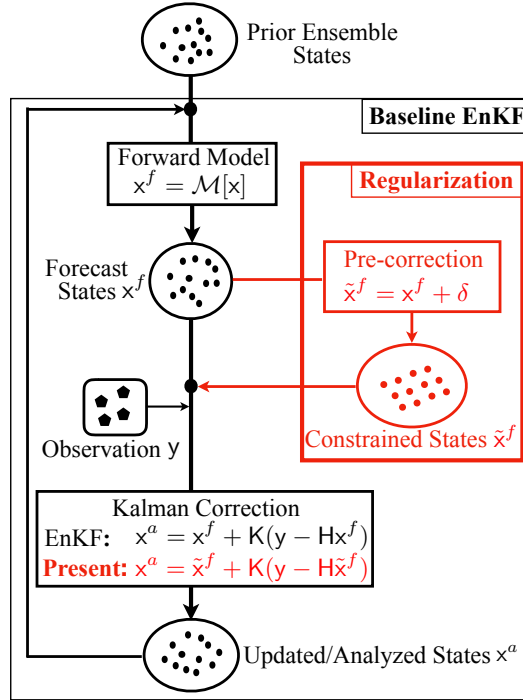 Prior Ensemble
States
Baseline EnKF
Forward Model
x^f = ℳ[x]
Regularization
Forecast
States x^f
Pre-correction
x̃^f = x^f + δ
Observation y
Constrained States x̃^f
Kalman Correction
EnKF: x^a = x^f + K(y − Hx^f)
Present: x^a = x̃^f + K(y − Hx̃^f)
Updated/Analyzed States x^a